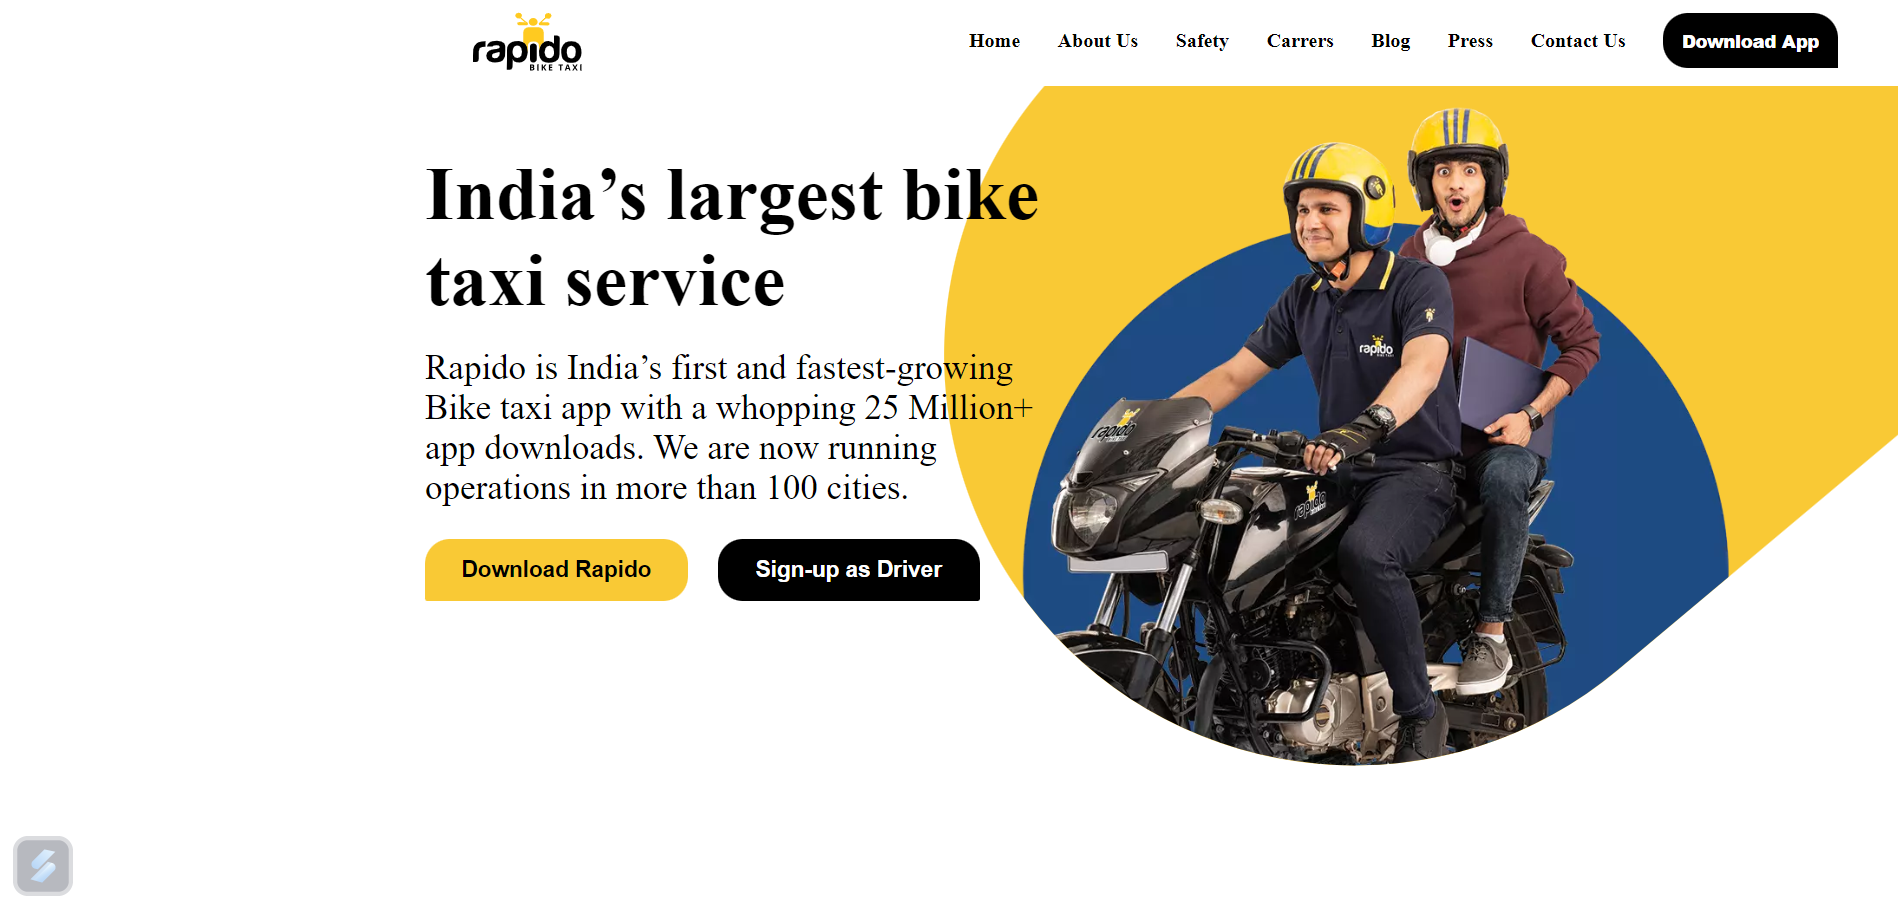 rapido
BIKE TAXI
Home About Us Safety Carrers Blog Press Contact Us Download App
India’s largest bike
taxi service
Rapido is India’s first and fastest-growing
Bike taxi app with a whopping 25 Million+
app downloads. We are now running
operations in more than 100 cities.
Download Rapido Sign-up as Driver
rapido
BIKE TAXI
rapido
rapido